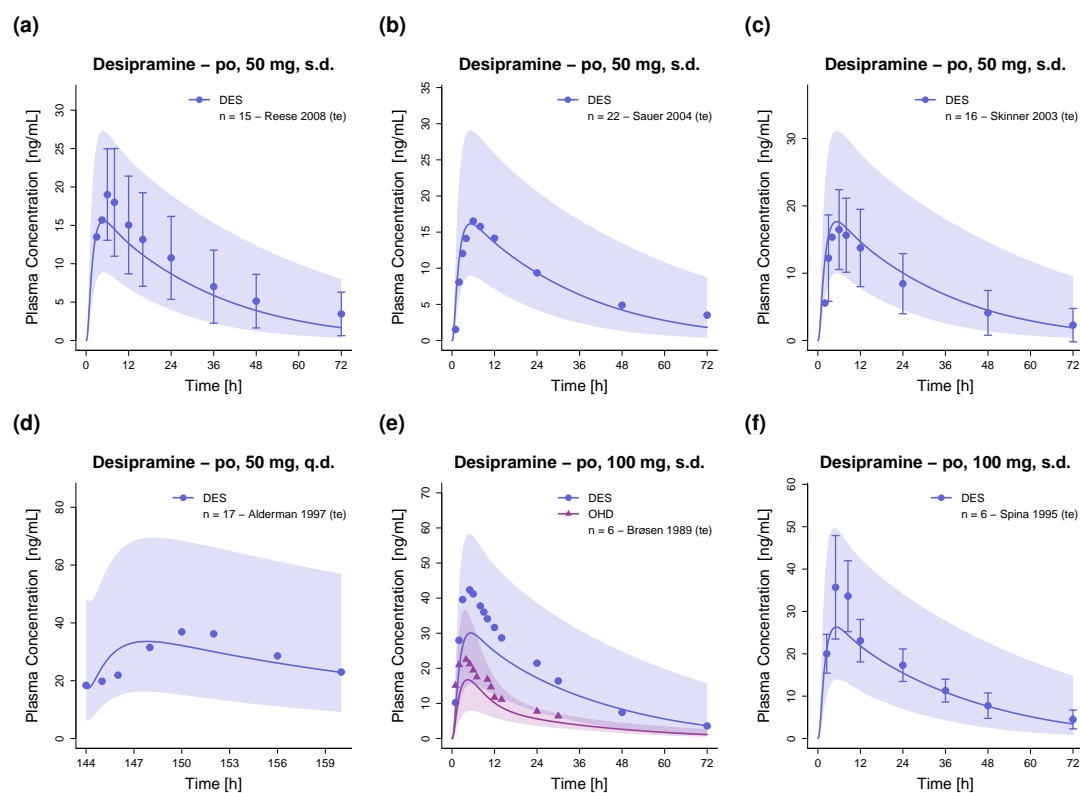 (a)
Desipramine – po, 50 mg, s.d.
DES
n = 15 – Reese 2008 (te)
Plasma Concentration [ng/mL]
0 5 10 15 20 25 30
0 12 24 36 48 60 72
Time [h]
(b)
Desipramine – po, 50 mg, s.d.
DES
n = 22 – Sauer 2004 (te)
Plasma Concentration [ng/mL]
0 5 10 15 20 25 30 35
0 12 24 36 48 60 72
Time [h]
(c)
Desipramine – po, 50 mg, s.d.
DES
n = 16 – Skinner 2003 (te)
Plasma Concentration [ng/mL]
0 10 20 30
0 12 24 36 48 60 72
Time [h]
(d)
Desipramine – po, 50 mg, q.d.
DES
n = 17 – Alderman 1997 (te)
Plasma Concentration [ng/mL]
0 20 40 60 80
144 147 150 153 156 159
Time [h]
(e)
Desipramine – po, 100 mg, s.d.
DES
OHD
n = 6 – Brøsen 1989 (te)
Plasma Concentration [ng/mL]
0 10 20 30 40 50 60 70
0 12 24 36 48 60 72
Time [h]
(f)
Desipramine – po, 100 mg, s.d.
DES
n = 6 – Spina 1995 (te)
Plasma Concentration [ng/mL]
0 10 20 30 40 50 60
0 12 24 36 48 60 72
Time [h]